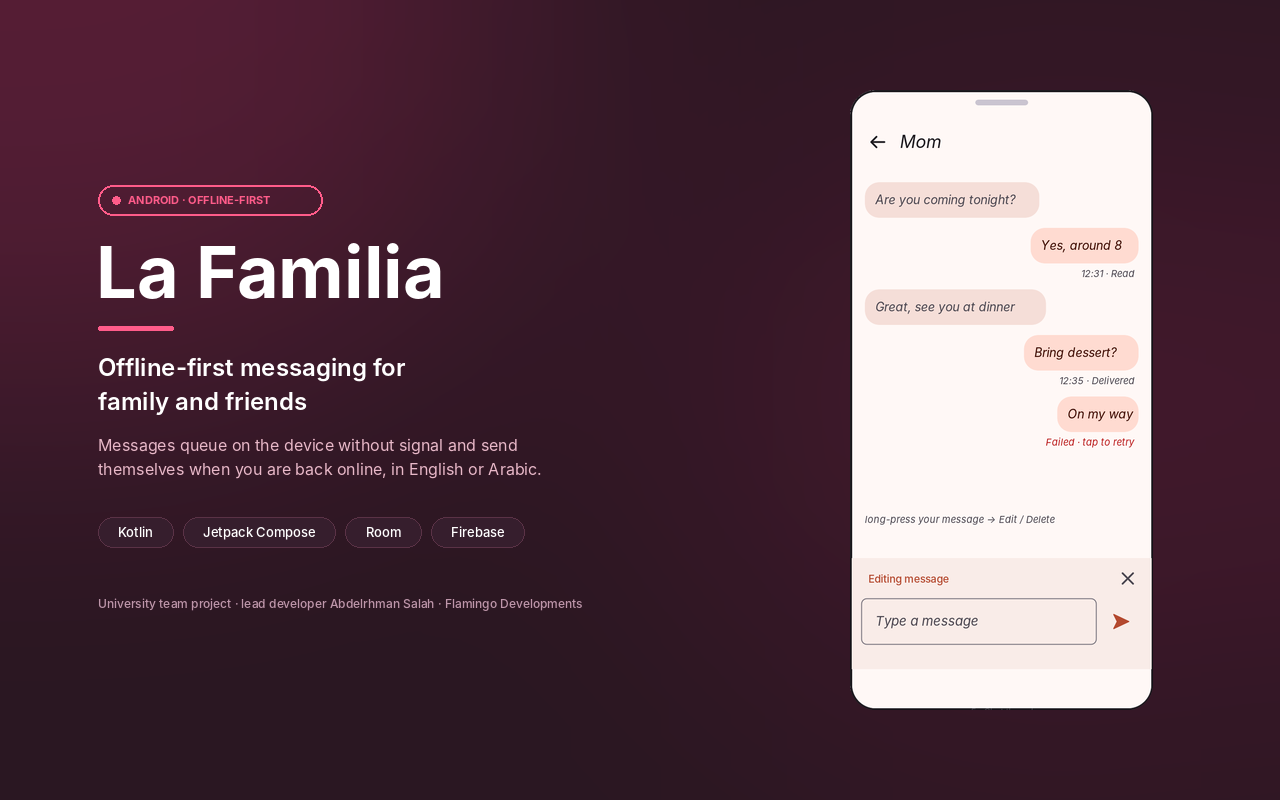 ANDROID · OFFLINE-FIRST
La Familia
Offline-first messaging for
family and friends
Messages queue on the device without signal and send
themselves when you are back online, in English or Arabic.
Kotlin
Jetpack Compose
Room
Firebase
University team project · lead developer Abdelrhman Salah · Flamingo Developments
Mom
Are you coming tonight?
Yes, around 8
12:31 · Read
Great, see you at dinner
Bring dessert?
12:35 · Delivered
On my way
Failed · tap to retry
long-press your message → Edit / Delete
Editing message
Type a message